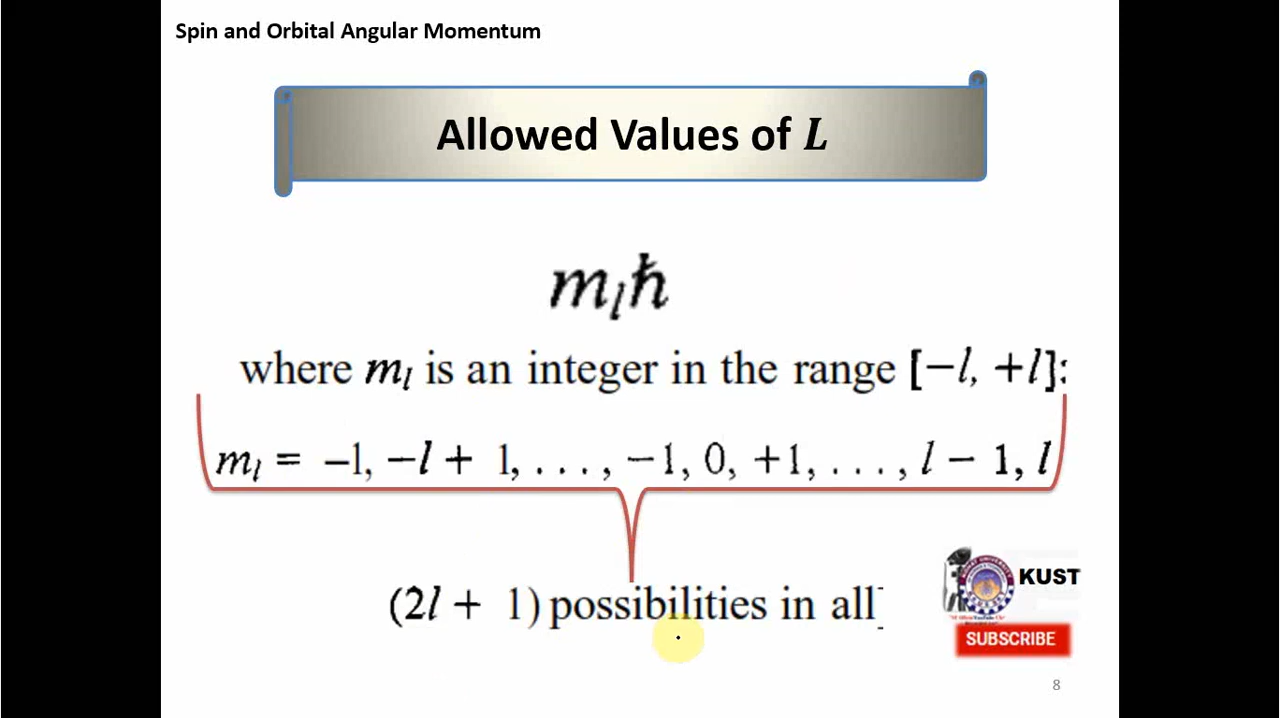 Spin and Orbital Angular Momentum
Allowed Values of L
mₗħ
where mₗ is an integer in the range [−l, +l]:
mₗ = −l, −l + 1, . . . , −1, 0, +1, . . . , l − 1, l
(2l + 1) possibilities in all
KUST
SUBSCRIBE
8